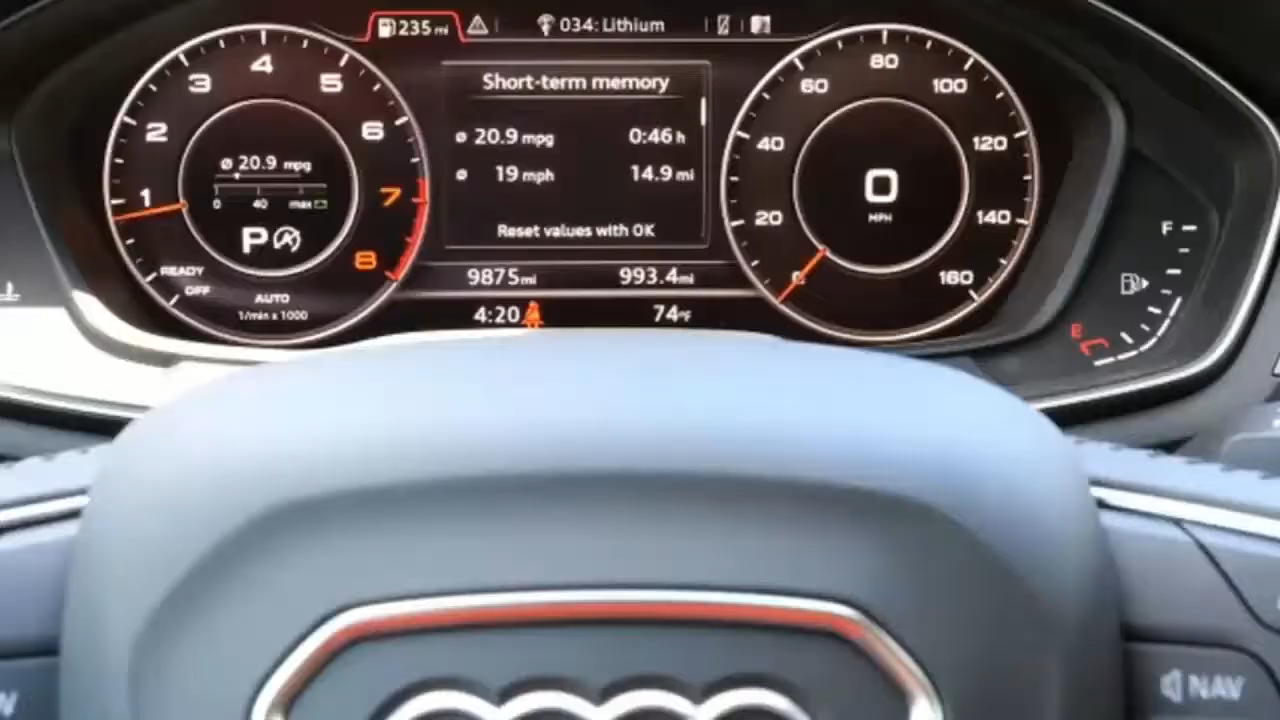 235 mi
034: Lithium
1 2 3 4 5 6 7 8
ø 20.9 mpg
0 40 max
P
READY
OFF
AUTO
1/min x 1000
Short-term memory
ø 20.9 mpg 0:46 h
ø 19 mph 14.9 mi
Reset values with OK
9875 mi 993.4 mi
4:20 74°F
0 20 40 60 80 100 120 140 160
0
MPH
F
E
NAV